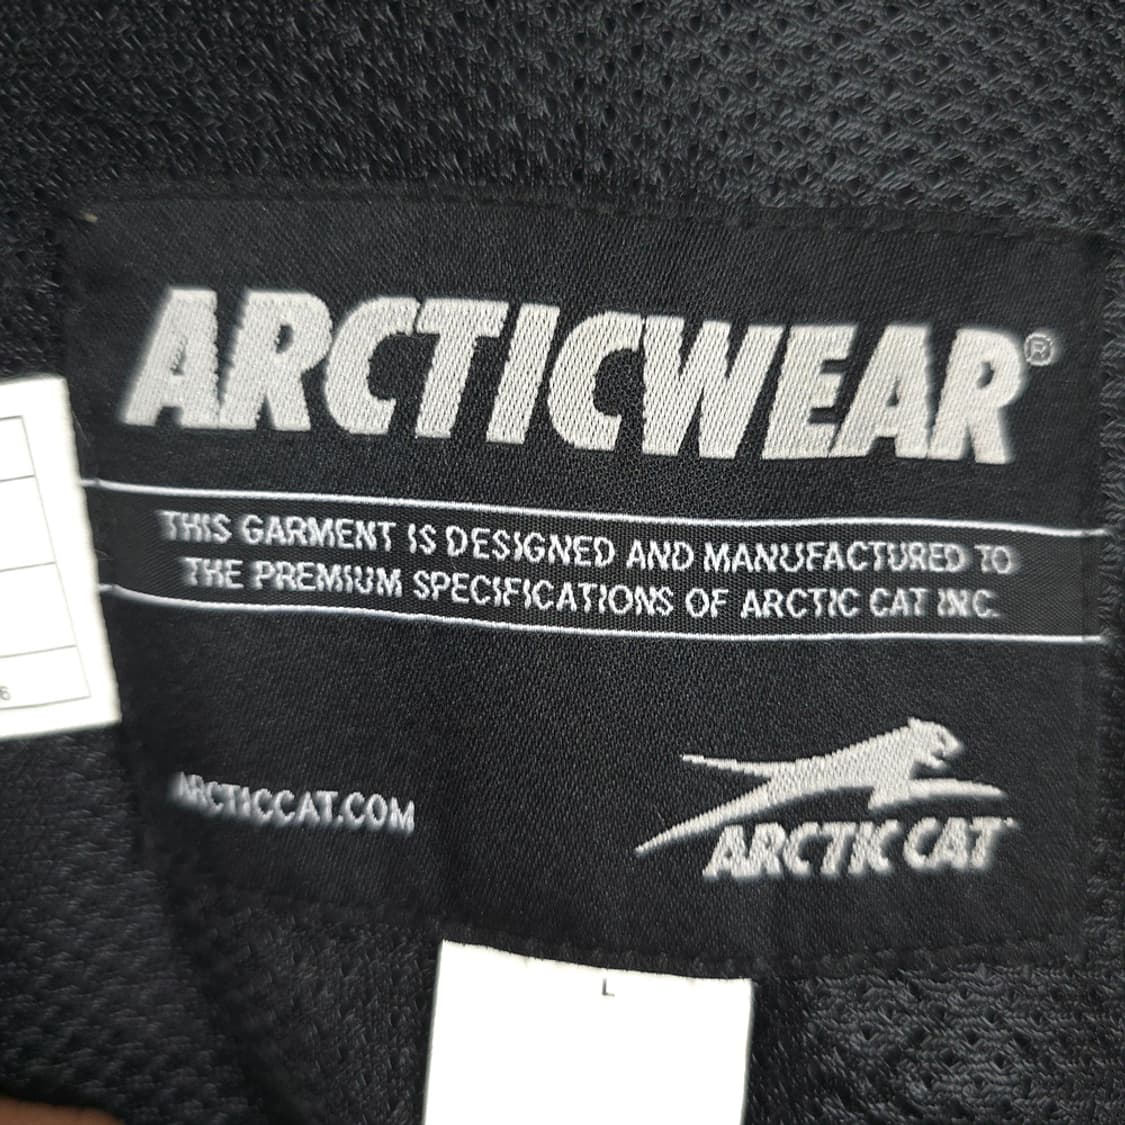 ARCTICWEAR®
THIS GARMENT IS DESIGNED AND MANUFACTURED TO
THE PREMIUM SPECIFICATIONS OF ARCTIC CAT INC.
6
ARCTICCAT.COM
ARCTIC CAT
L